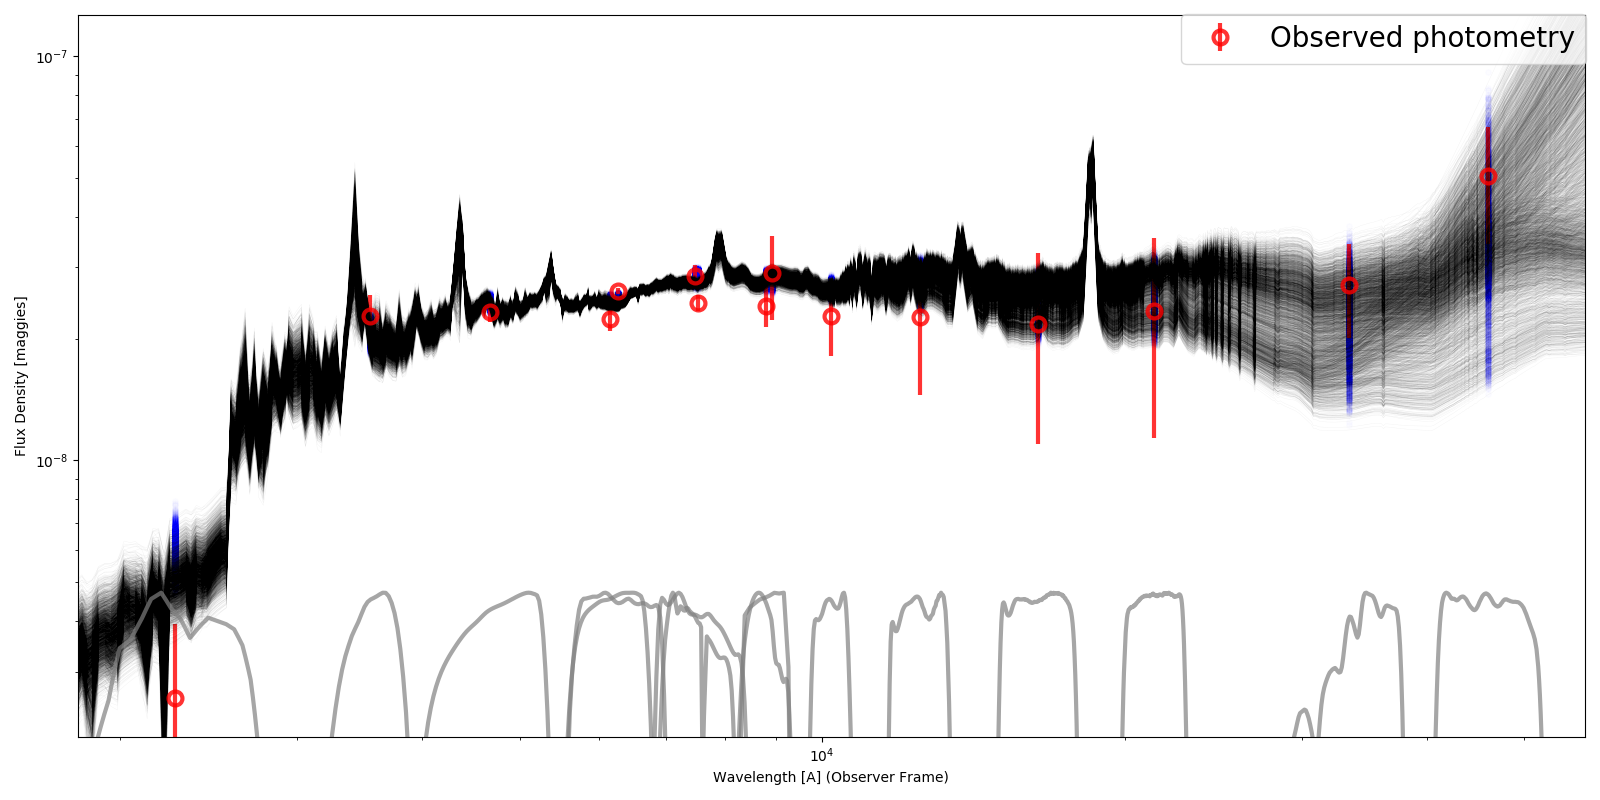 Observed photometry
10⁻⁷
10⁻⁸
Flux Density [maggies]
10⁴
Wavelength [A] (Observer Frame)